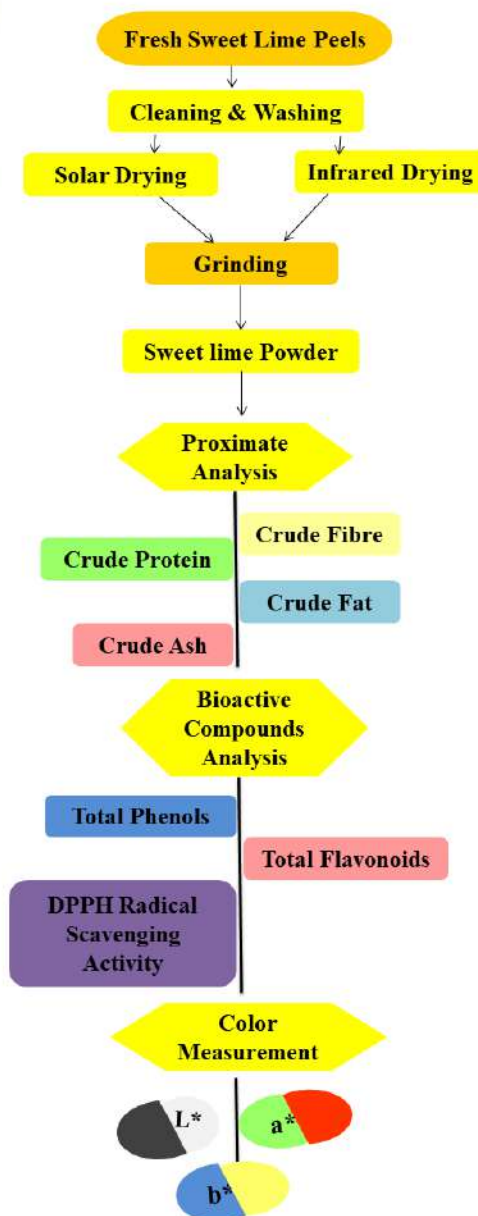 Fresh Sweet Lime Peels
Cleaning & Washing
Solar Drying
Infrared Drying
Grinding
Sweet lime Powder
Proximate
Analysis
Crude Fibre
Crude Protein
Crude Fat
Crude Ash
Bioactive
Compounds
Analysis
Total Phenols
Total Flavonoids
DPPH Radical
Scavenging
Activity
Color
Measurement
L*
a*
b*